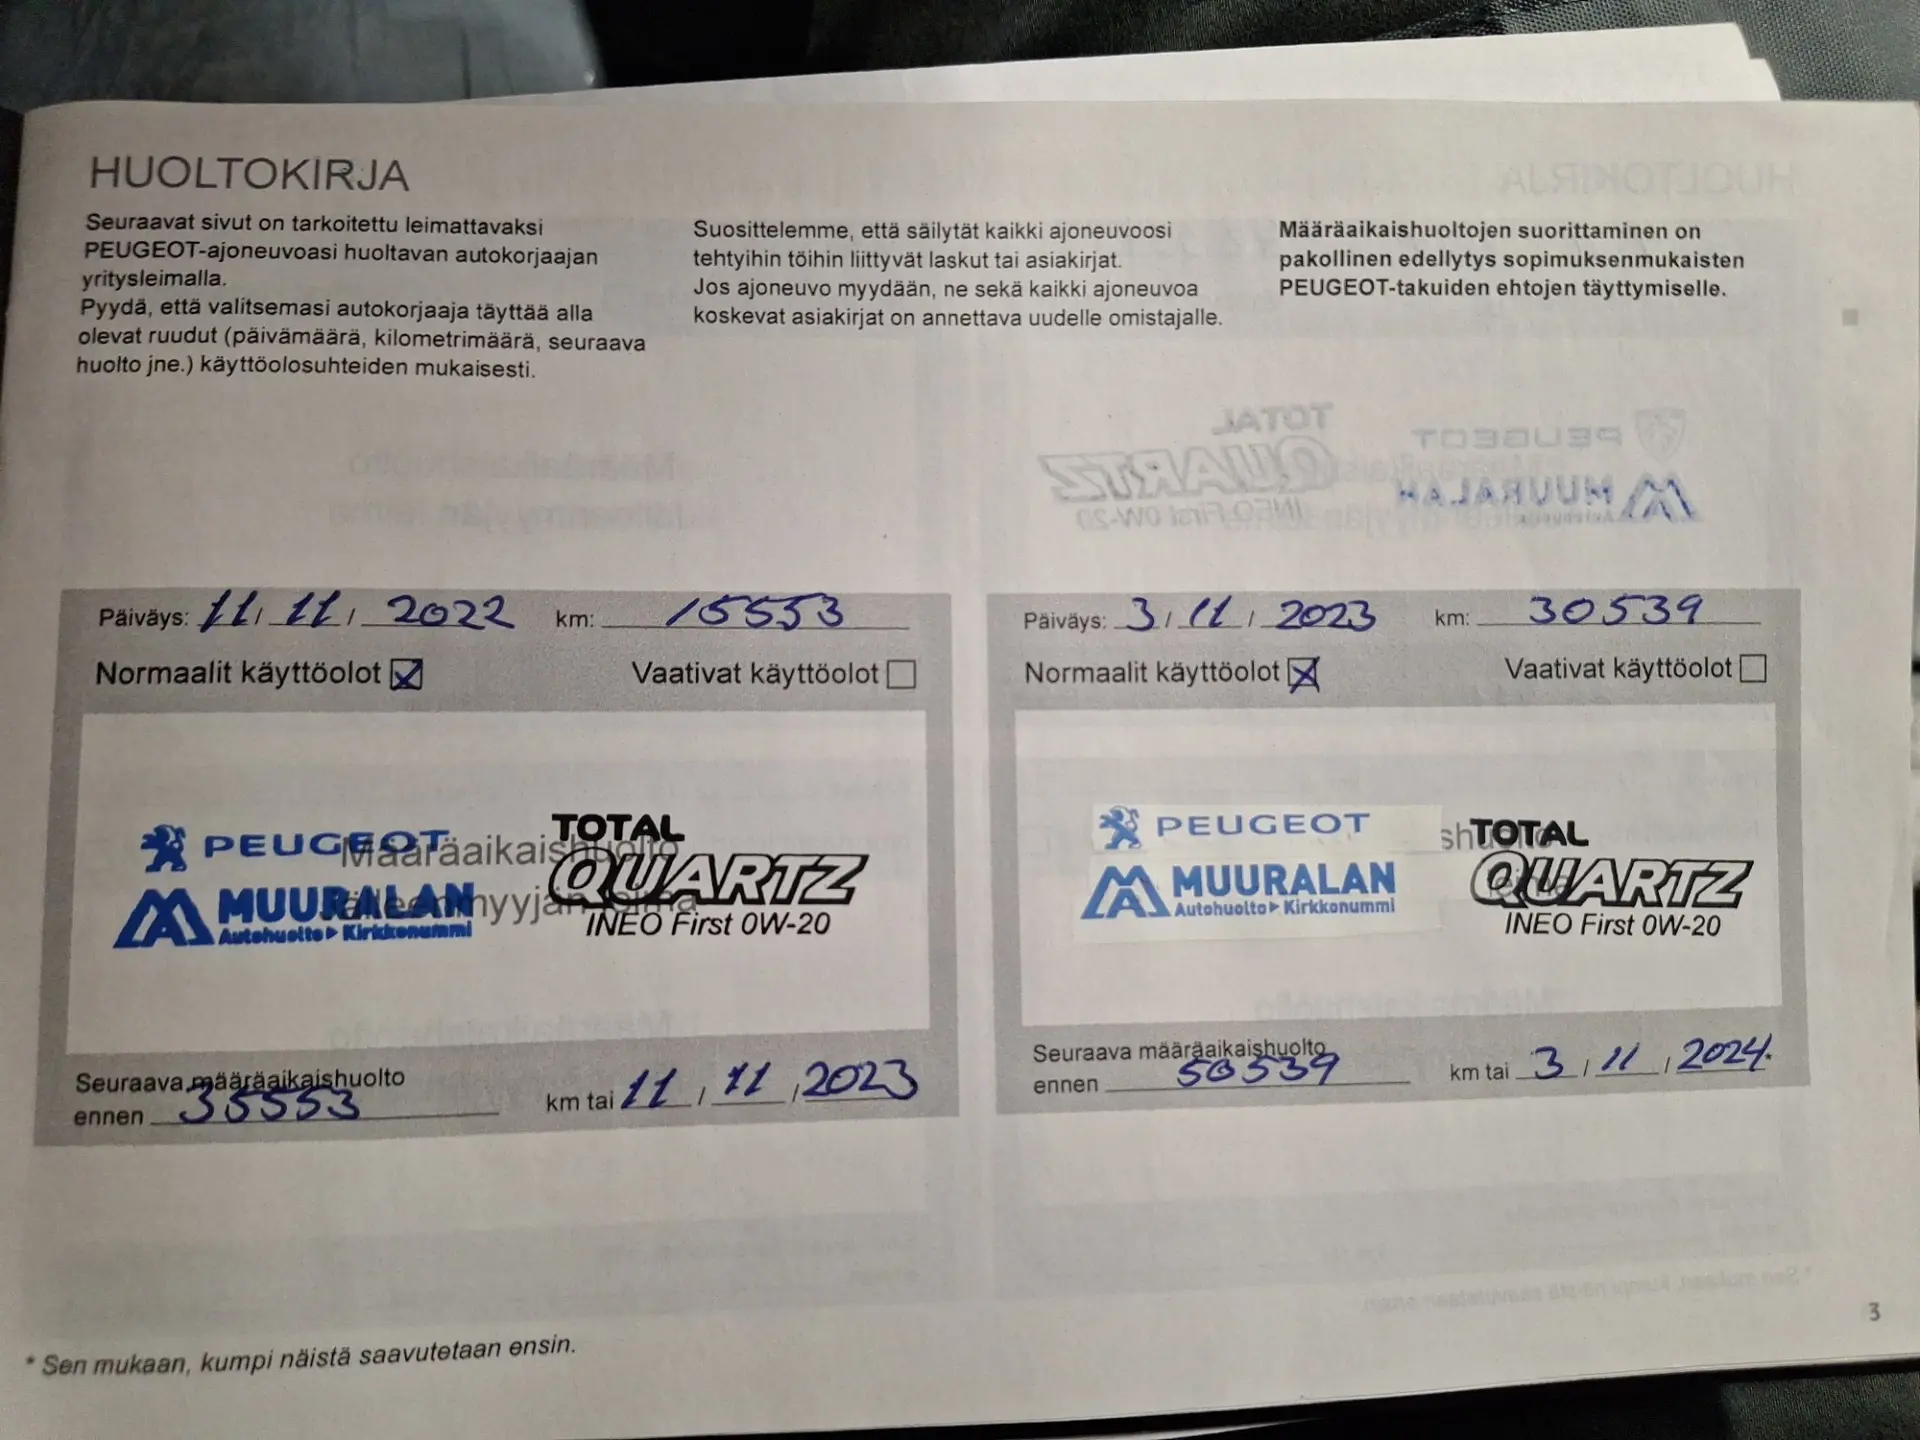 HUOLTOKIRJA
Seuraavat sivut on tarkoitettu leimattavaksi
PEUGEOT-ajoneuvoasi huoltavan autokorjaajan
yritysleimalla.
Pyydä, että valitsemasi autokorjaaja täyttää alla
olevat ruudut (päivämäärä, kilometrimäärä, seuraava
huolto jne.) käyttöolosuhteiden mukaisesti.
Suosittelemme, että säilytät kaikki ajoneuvoosi
tehtyihin töihin liittyvät laskut tai asiakirjat.
Jos ajoneuvo myydään, ne sekä kaikki ajoneuvoa
koskevat asiakirjat on annettava uudelle omistajalle.
Määräaikaishuoltojen suorittaminen on
pakollinen edellytys sopimuksenmukaisten
PEUGEOT-takuiden ehtojen täyttymiselle.
Päiväys: 11 / 11 / 2022 km: 15553
Normaalit käyttöolot Vaativat käyttöolot
PEUGEOT
MUURALAN
Autohuolto Kirkkonummi
Määräaikaishuolto
jälleenmyyjän leima
TOTAL
QUARTZ
INEO First 0W-20
Seuraava määräaikaishuolto
ennen 35553 km tai 11 / 11 / 2023
Päiväys: 3 / 11 / 2023 km: 30539
Normaalit käyttöolot Vaativat käyttöolot
PEUGEOT
MUURALAN
Autohuolto Kirkkonummi
shuolto
leima
TOTAL
QUARTZ
INEO First 0W-20
Seuraava määräaikaishuolto
ennen 50539 km tai 3 / 11 / 2024*
* Sen mukaan, kumpi näistä saavutetaan ensin.
3